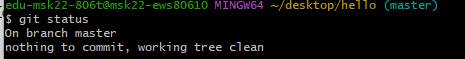 edu-msk22-806t@msk22-ews80610 MINGW64 ~/desktop/hello (master)
$ git status
On branch master
nothing to commit, working tree clean